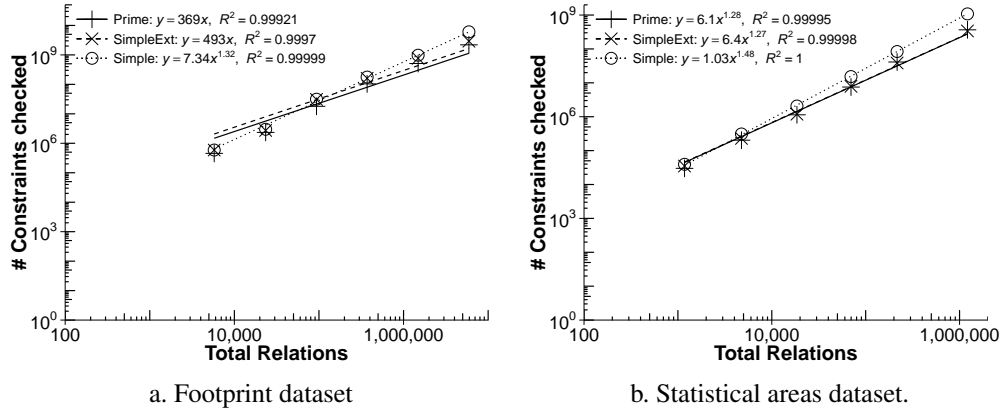 Prime: y = 369x, R² = 0.99921
SimpleExt: y = 493x, R² = 0.9997
Simple: y = 7.34x^1.32, R² = 0.99999
10^9
10^6
10^3
10^0
# Constraints checked
100 10,000 1,000,000
Total Relations
a. Footprint dataset
Prime: y = 6.1x^1.28, R² = 0.99995
SimpleExt: y = 6.4x^1.27, R² = 0.99998
Simple: y = 1.03x^1.48, R² = 1
10^9
10^6
10^4
10^2
10^0
# Constraints checked
100 10,000 1,000,000
Total Relations
b. Statistical areas dataset.